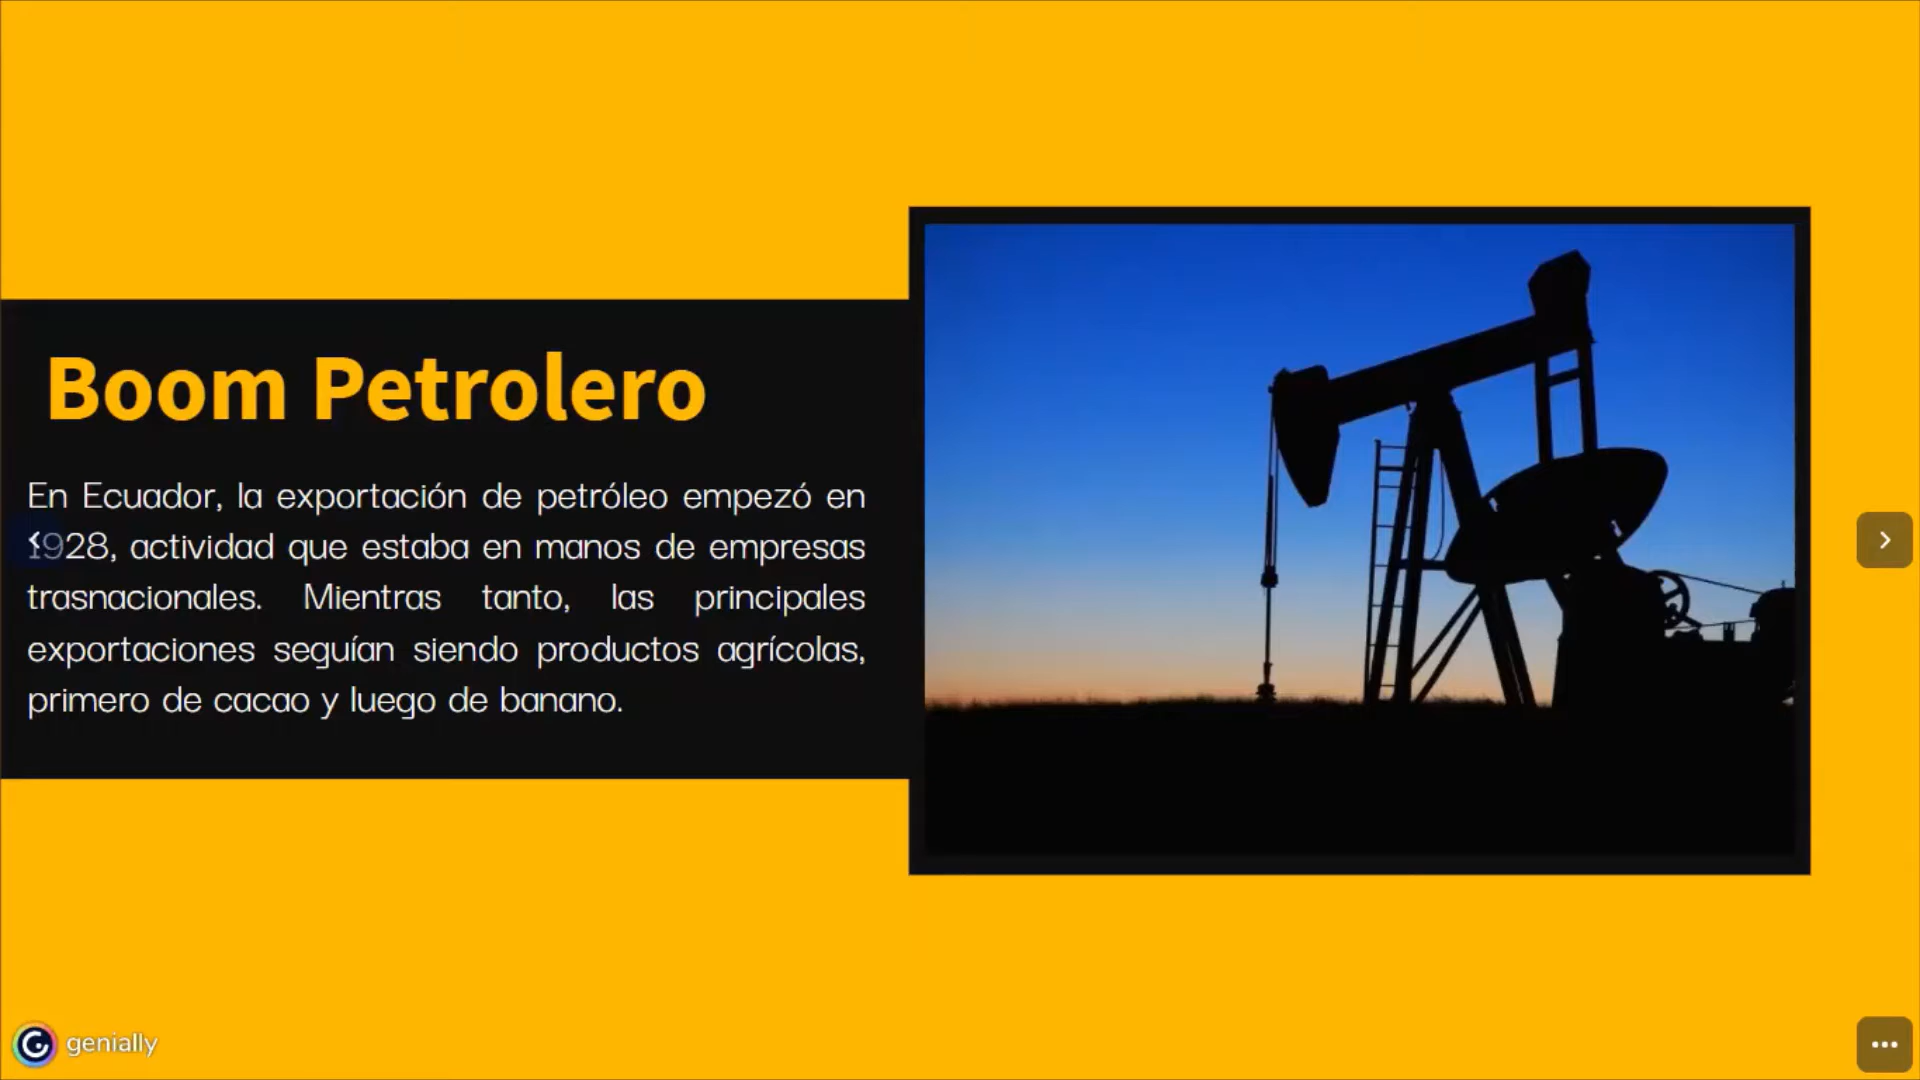 Boom Petrolero
En Ecuador, la exportación de petróleo empezó en
1928, actividad que estaba en manos de empresas
trasnacionales. Mientras tanto, las principales
exportaciones seguían siendo productos agrícolas,
primero de cacao y luego de banano.
genially